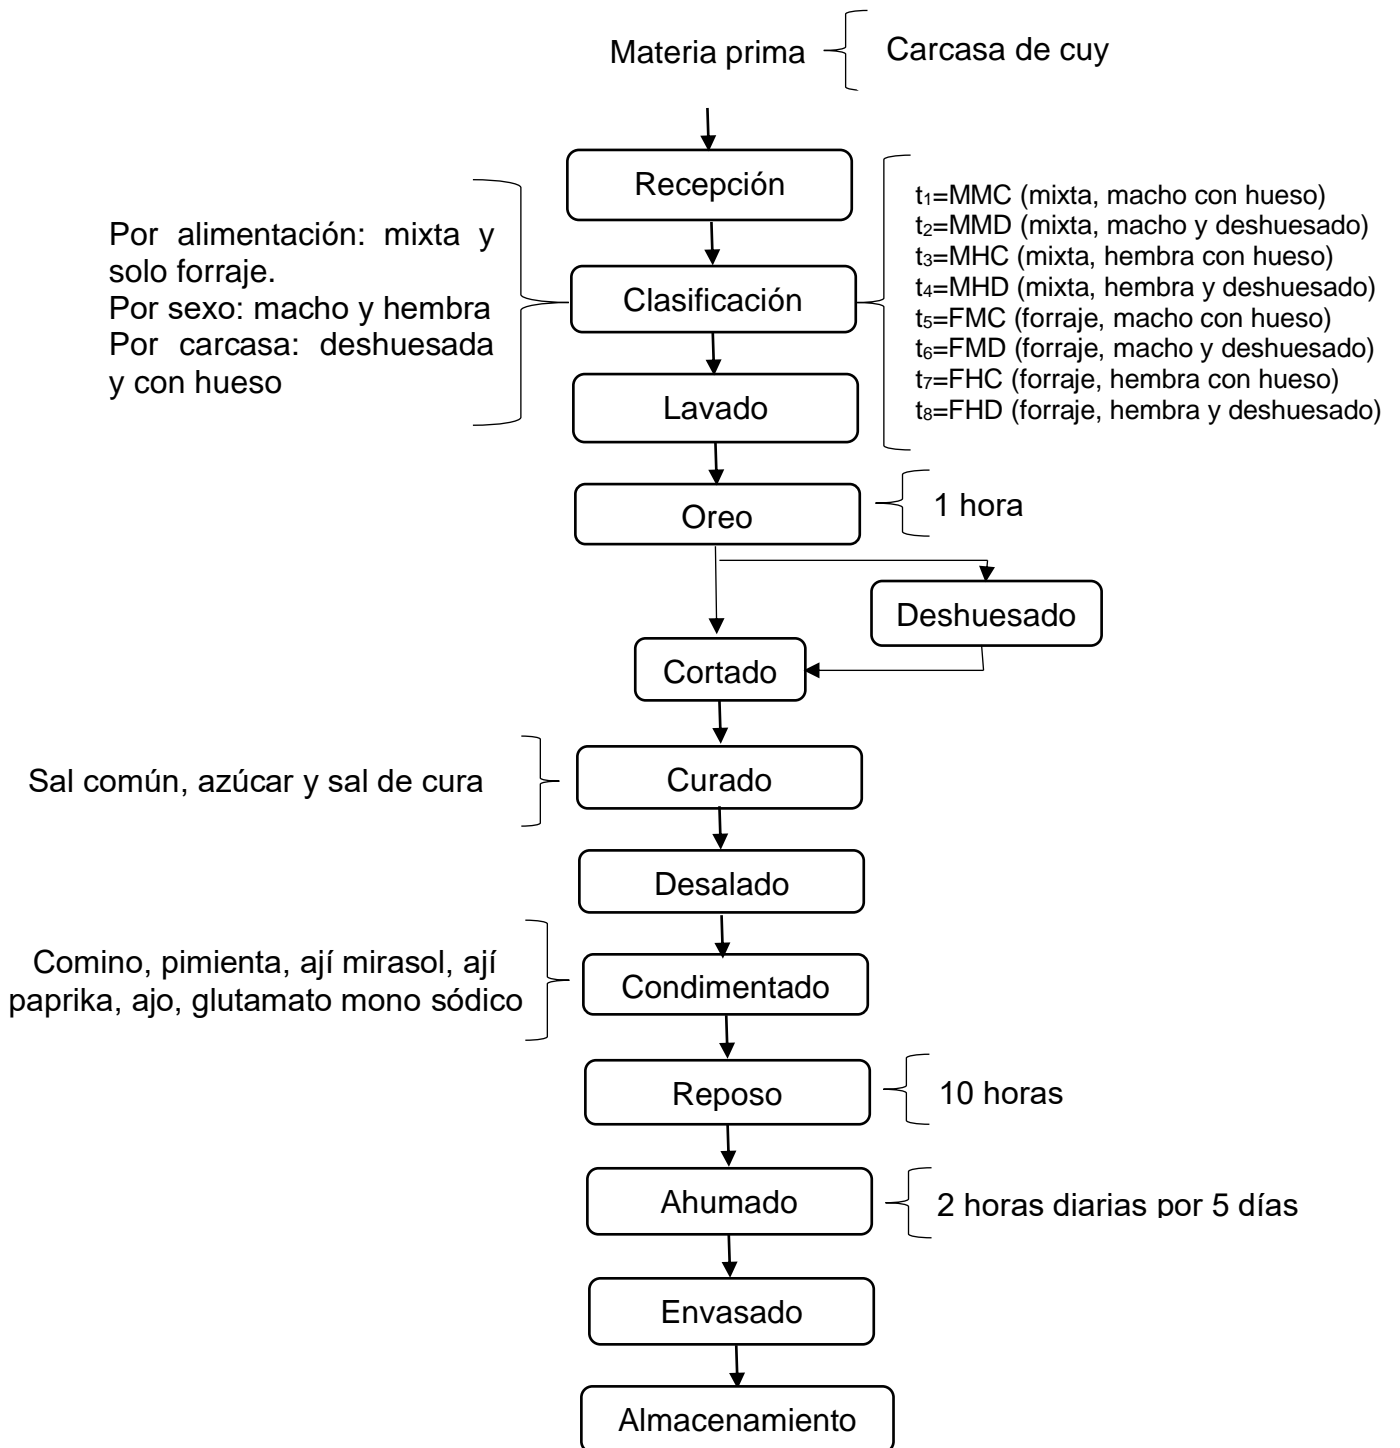 Materia prima
Carcasa de cuy
Recepción
Por alimentación: mixta y
solo forraje.
Por sexo: macho y hembra
Por carcasa: deshuesada
y con hueso
Clasificación
t1=MMC (mixta, macho con hueso)
t2=MMD (mixta, macho y deshuesado)
t3=MHC (mixta, hembra con hueso)
t4=MHD (mixta, hembra y deshuesado)
t5=FMC (forraje, macho con hueso)
t6=FMD (forraje, macho y deshuesado)
t7=FHC (forraje, hembra con hueso)
t8=FHD (forraje, hembra y deshuesado)
Lavado
Oreo
1 hora
Deshuesado
Cortado
Sal común, azúcar y sal de cura
Curado
Desalado
Comino, pimienta, ají mirasol, ají
paprika, ajo, glutamato mono sódico
Condimentado
Reposo
10 horas
Ahumado
2 horas diarias por 5 días
Envasado
Almacenamiento